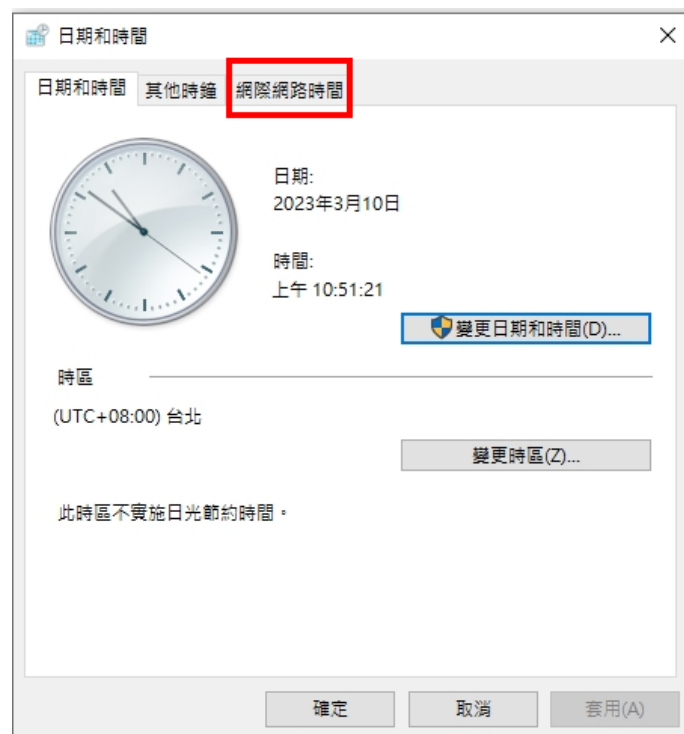 日期和時間
日期和時間 其他時鐘 網際網路時間
日期:
2023年3月10日
時間:
上午 10:51:21
變更日期和時間(D)...
時區
(UTC+08:00) 台北
變更時區(Z)...
此時區不實施日光節約時間。
確定 取消 套用(A)